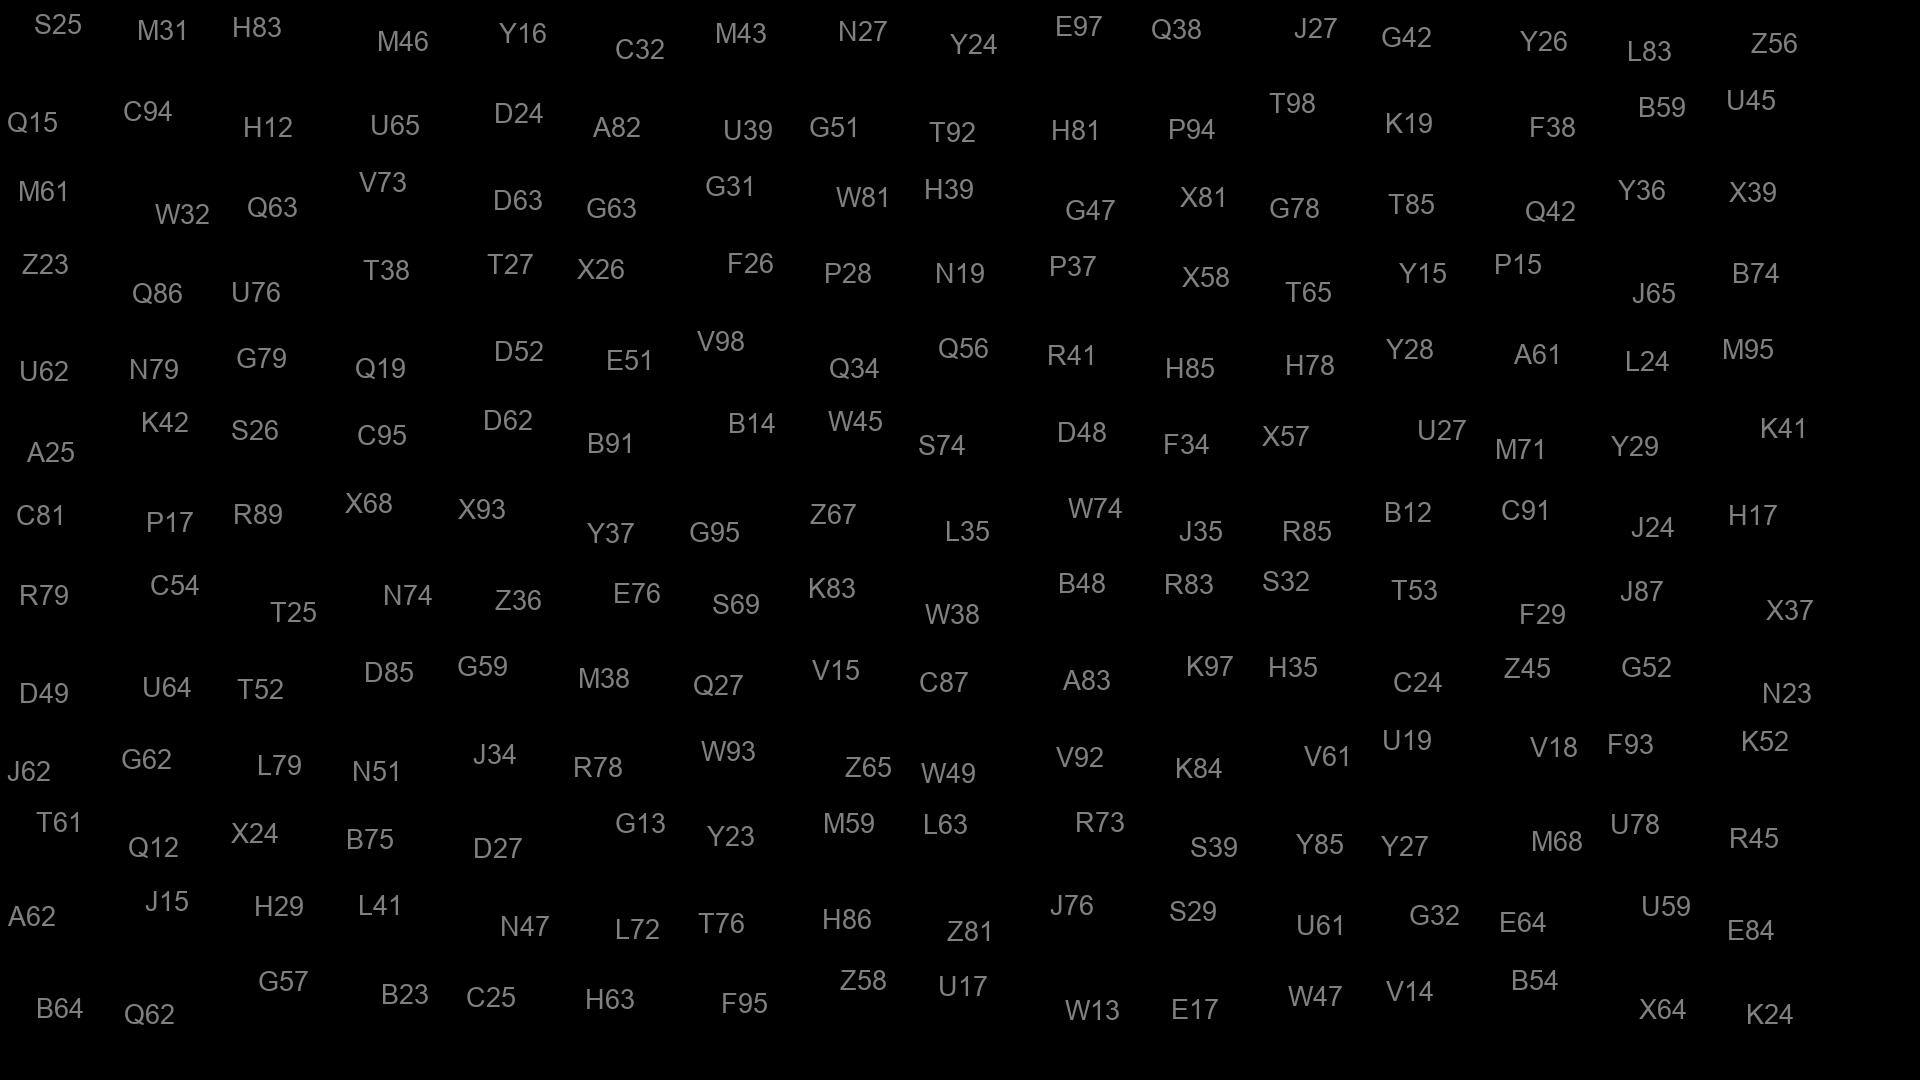 S25 M31 H83 M46 Y16 C32 M43 N27 Y24 E97 Q38 J27 G42 Y26 L83 Z56
Q15 C94 H12 U65 D24 A82 U39 G51 T92 H81 P94 T98 K19 F38 B59 U45
M61 W32 Q63 V73 D63 G63 G31 W81 H39 G47 X81 G78 T85 Q42 Y36 X39
Z23 Q86 U76 T38 T27 X26 F26 P28 N19 P37 X58 T65 Y15 P15 J65 B74
U62 N79 G79 Q19 D52 E51 V98 Q34 Q56 R41 H85 H78 Y28 A61 L24 M95
A25 K42 S26 C95 D62 B91 B14 W45 S74 D48 F34 X57 U27 M71 Y29 K41
C81 P17 R89 X68 X93 Y37 G95 Z67 L35 W74 J35 R85 B12 C91 J24 H17
R79 C54 T25 N74 Z36 E76 S69 K83 W38 B48 R83 S32 T53 F29 J87 X37
D49 U64 T52 D85 G59 M38 Q27 V15 C87 A83 K97 H35 C24 Z45 G52 N23
J62 G62 L79 N51 J34 R78 W93 Z65 W49 V92 K84 V61 U19 V18 F93 K52
T61 Q12 X24 B75 D27 G13 Y23 M59 L63 R73 S39 Y85 Y27 M68 U78 R45
A62 J15 H29 L41 N47 L72 T76 H86 Z81 J76 S29 U61 G32 E64 U59 E84
B64 Q62 G57 B23 C25 H63 F95 Z58 U17 W13 E17 W47 V14 B54 X64 K24